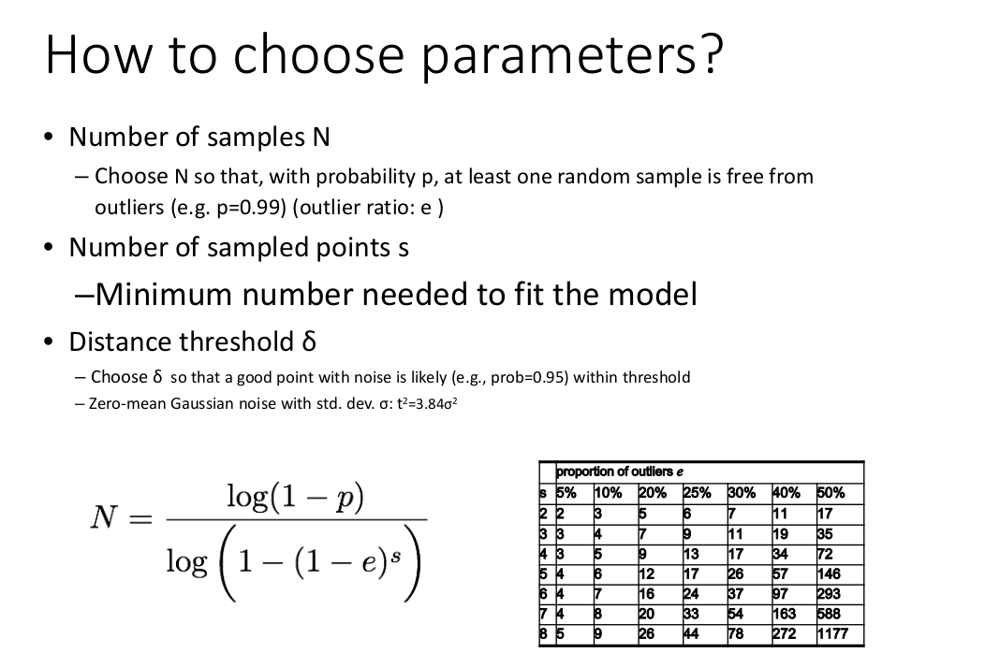 How to choose parameters?
• Number of samples N
– Choose N so that, with probability p, at least one random sample is free from
outliers (e.g. p=0.99) (outlier ratio: e )
• Number of sampled points s
–Minimum number needed to fit the model
• Distance threshold δ
– Choose δ so that a good point with noise is likely (e.g., prob=0.95) within threshold
– Zero-mean Gaussian noise with std. dev. σ: t²=3.84σ²
N = log(1 − p) / log(1 − (1 − e)ˢ)
proportion of outliers e
s 5% 10% 20% 25% 30% 40% 50%
2 2 3 5 6 7 11 17
3 3 4 7 9 11 19 35
4 3 5 9 13 17 34 72
5 4 6 12 17 26 57 146
6 4 7 16 24 37 97 293
7 4 8 20 33 54 163 588
8 5 9 26 44 78 272 1177